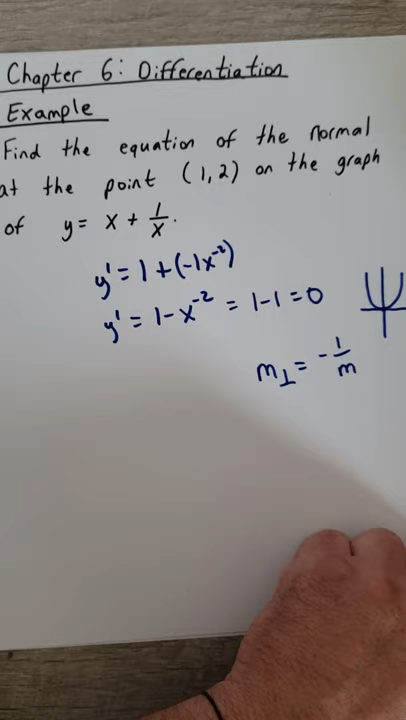 Chapter 6: Differentiation
Example
Find the equation of the normal
at the point (1,2) on the graph
of y = x + 1/x.
y' = 1 + (-1x⁻²)
y' = 1 - x⁻² = 1 - 1 = 0
m⊥ = - 1/m